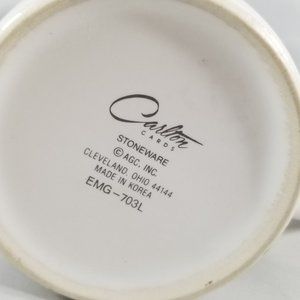 Carlton
CARDS
STONEWARE
© AGC, INC.
CLEVELAND, OHIO 44144
MADE IN KOREA
EMG-703L